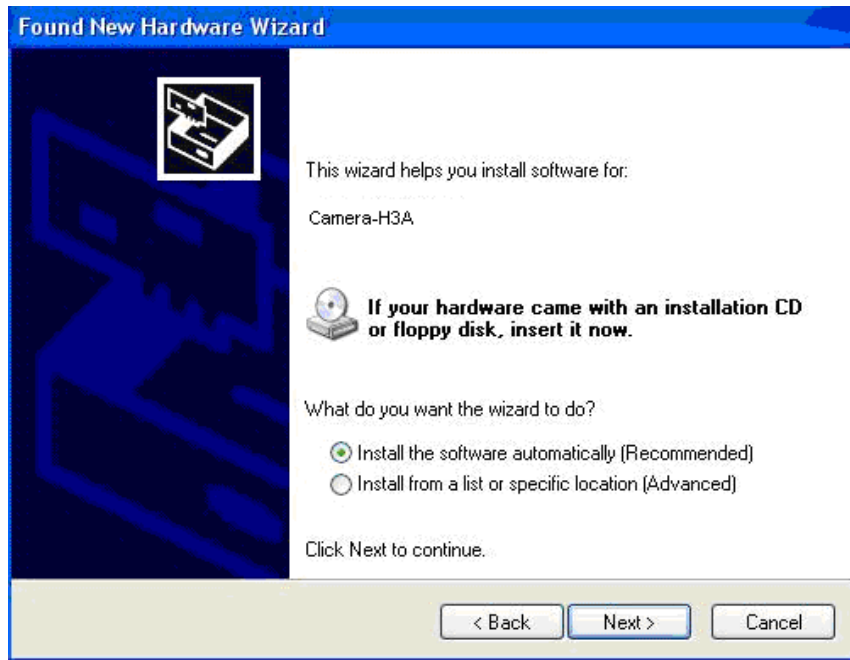 Found New Hardware Wizard
This wizard helps you install software for:
Camera-H3A
If your hardware came with an installation CD
or floppy disk, insert it now.
What do you want the wizard to do?
Install the software automatically (Recommended)
Install from a list or specific location (Advanced)
Click Next to continue.
< Back Next > Cancel